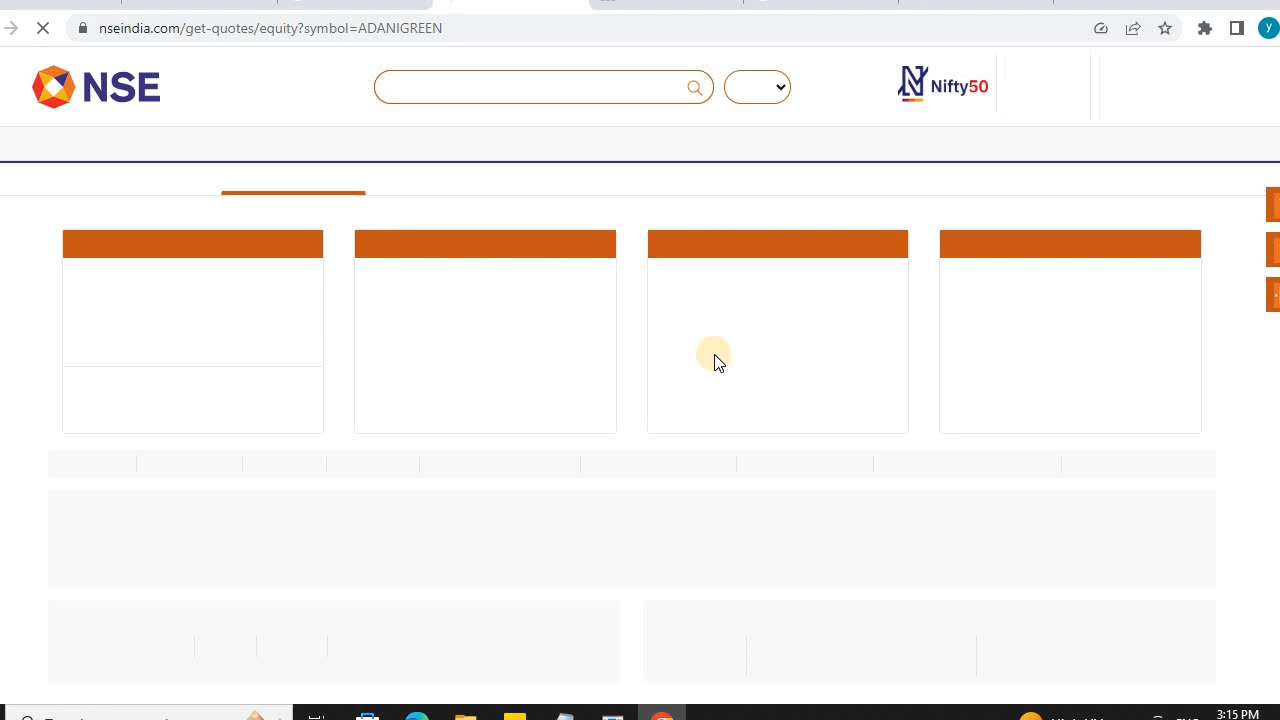 nseindia.com/get-quotes/equity?symbol=ADANIGREEN
y
NSE
Nifty50
3:15 PM